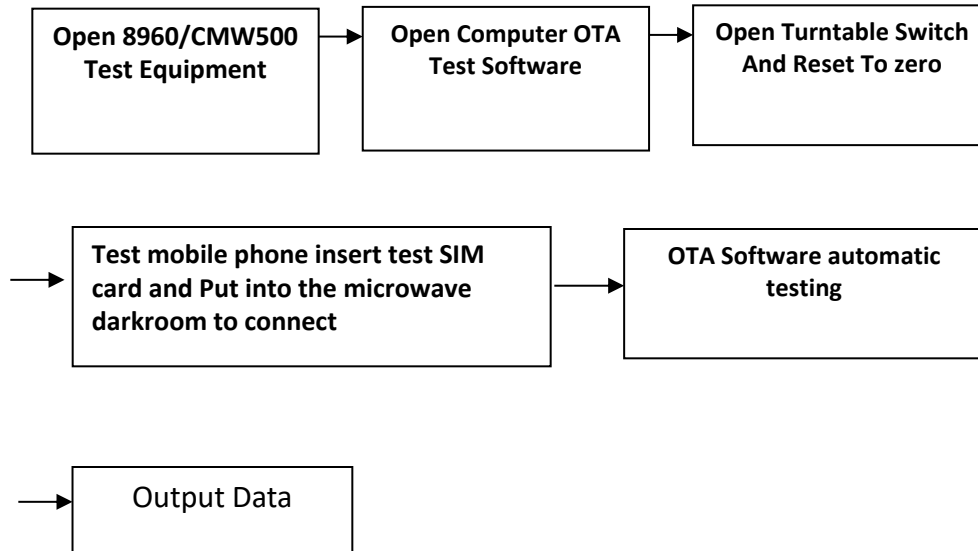 Open 8960/CMW500
Test Equipment
Open Computer OTA
Test Software
Open Turntable Switch
And Reset To zero
Test mobile phone insert test SIM
card and Put into the microwave
darkroom to connect
OTA Software automatic
testing
Output Data